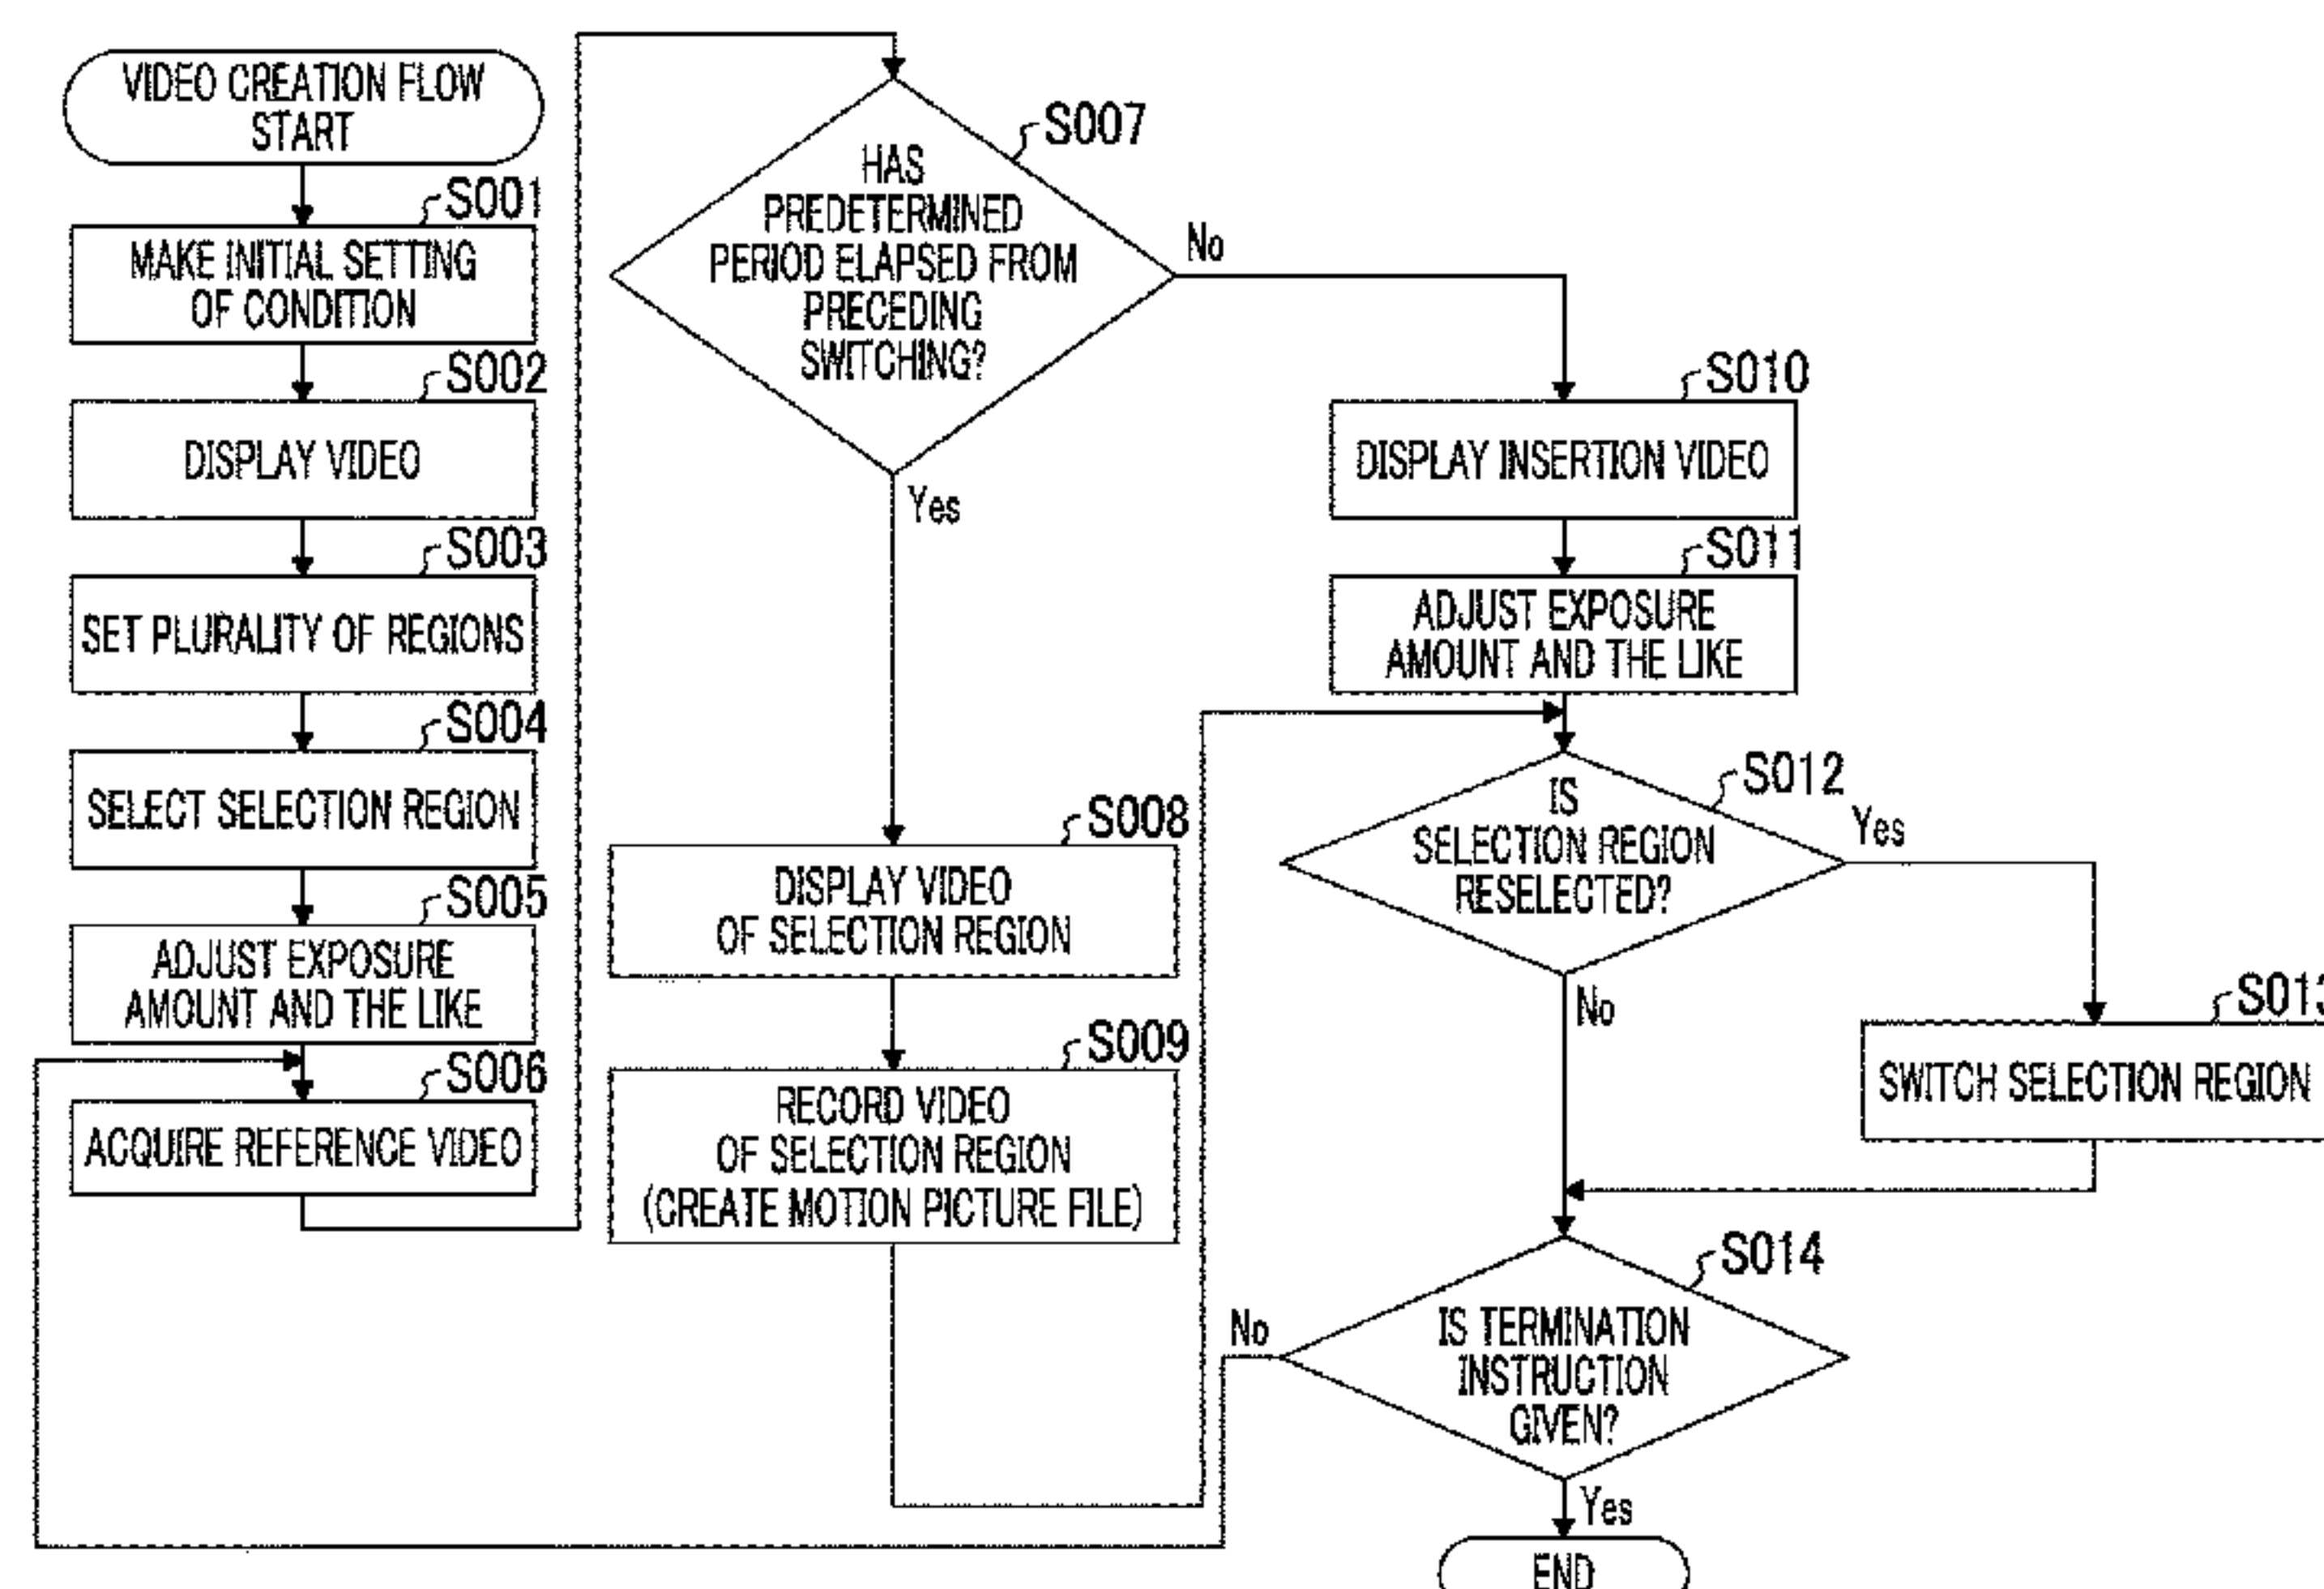 VIDEO CREATION FLOW
START
S001
MAKE INITIAL SETTING
OF CONDITION
S002
DISPLAY VIDEO
S003
SET PLURALITY OF REGIONS
S004
SELECT SELECTION REGION
S005
ADJUST EXPOSURE
AMOUNT AND THE LIKE
S006
ACQUIRE REFERENCE VIDEO
S007
HAS
PREDETERMINED
PERIOD ELAPSED FROM
PRECEDING
SWITCHING?
No
Yes
S008
DISPLAY VIDEO
OF SELECTION REGION
S009
RECORD VIDEO
OF SELECTION REGION
(CREATE MOTION PICTURE FILE)
S010
DISPLAY INSERTION VIDEO
S011
ADJUST EXPOSURE
AMOUNT AND THE LIKE
S012
IS
SELECTION REGION
RESELECTED?
Yes
No
S013
SWITCH SELECTION REGION
S014
IS TERMINATION
INSTRUCTION
GIVEN?
No
Yes
END